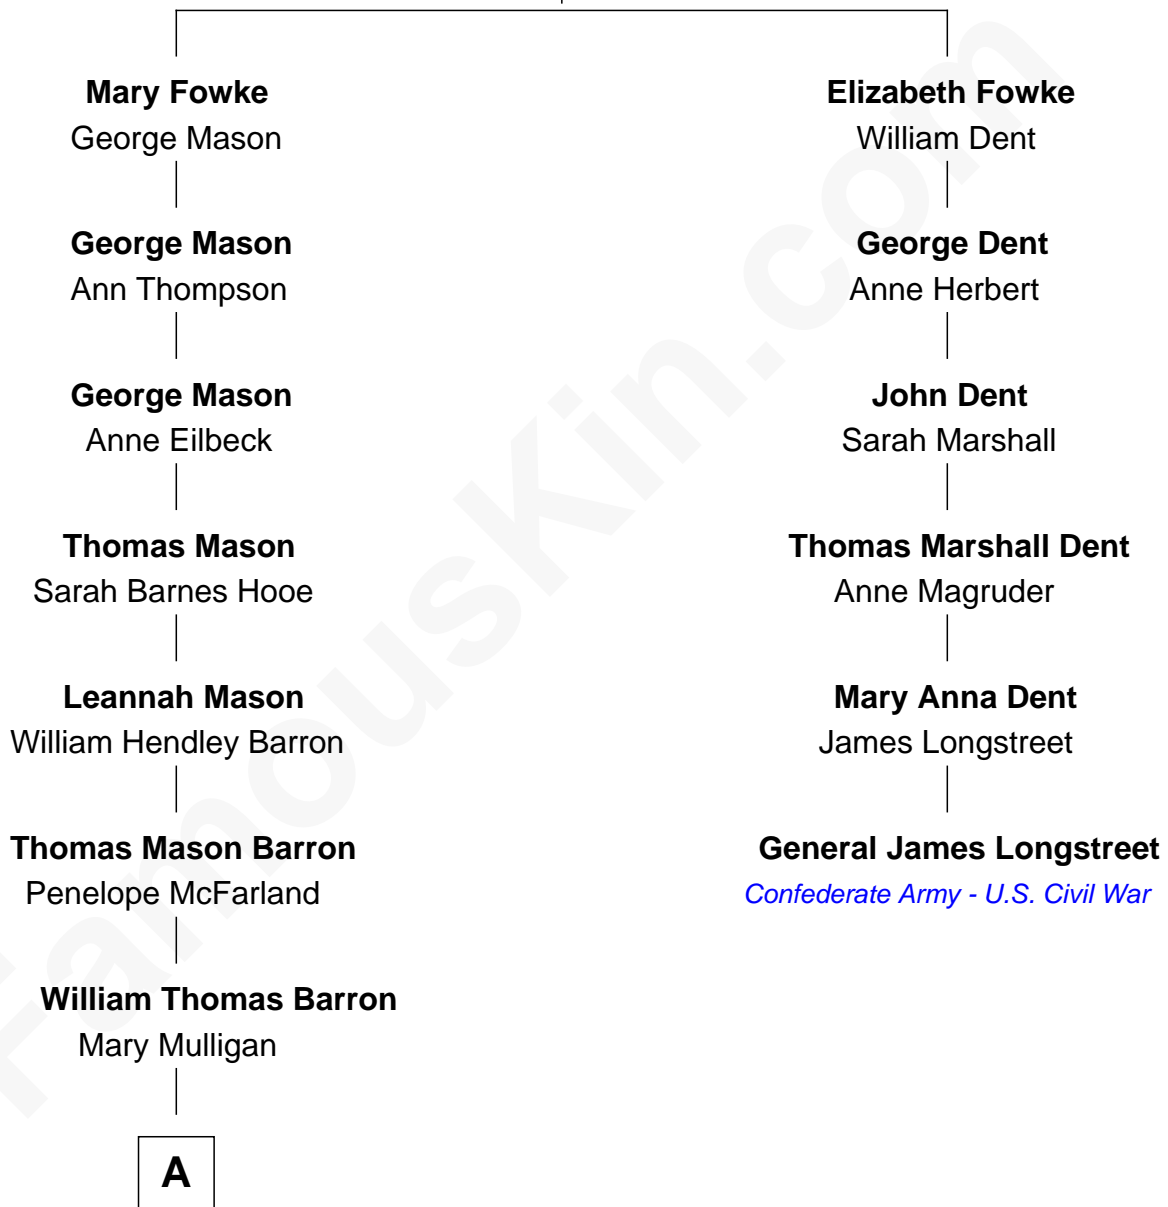 Mary Fowke
George Mason
George Mason
Ann Thompson
George Mason
Anne Eilbeck
Thomas Mason
Sarah Barnes Hooe
Leannah Mason
William Hendley Barron
Thomas Mason Barron
Penelope McFarland
William Thomas Barron
Mary Mulligan
A
Elizabeth Fowke
William Dent
George Dent
Anne Herbert
John Dent
Sarah Marshall
Thomas Marshall Dent
Anne Magruder
Mary Anna Dent
James Longstreet
General James Longstreet
Confederate Army - U.S. Civil War
FamousKin.com